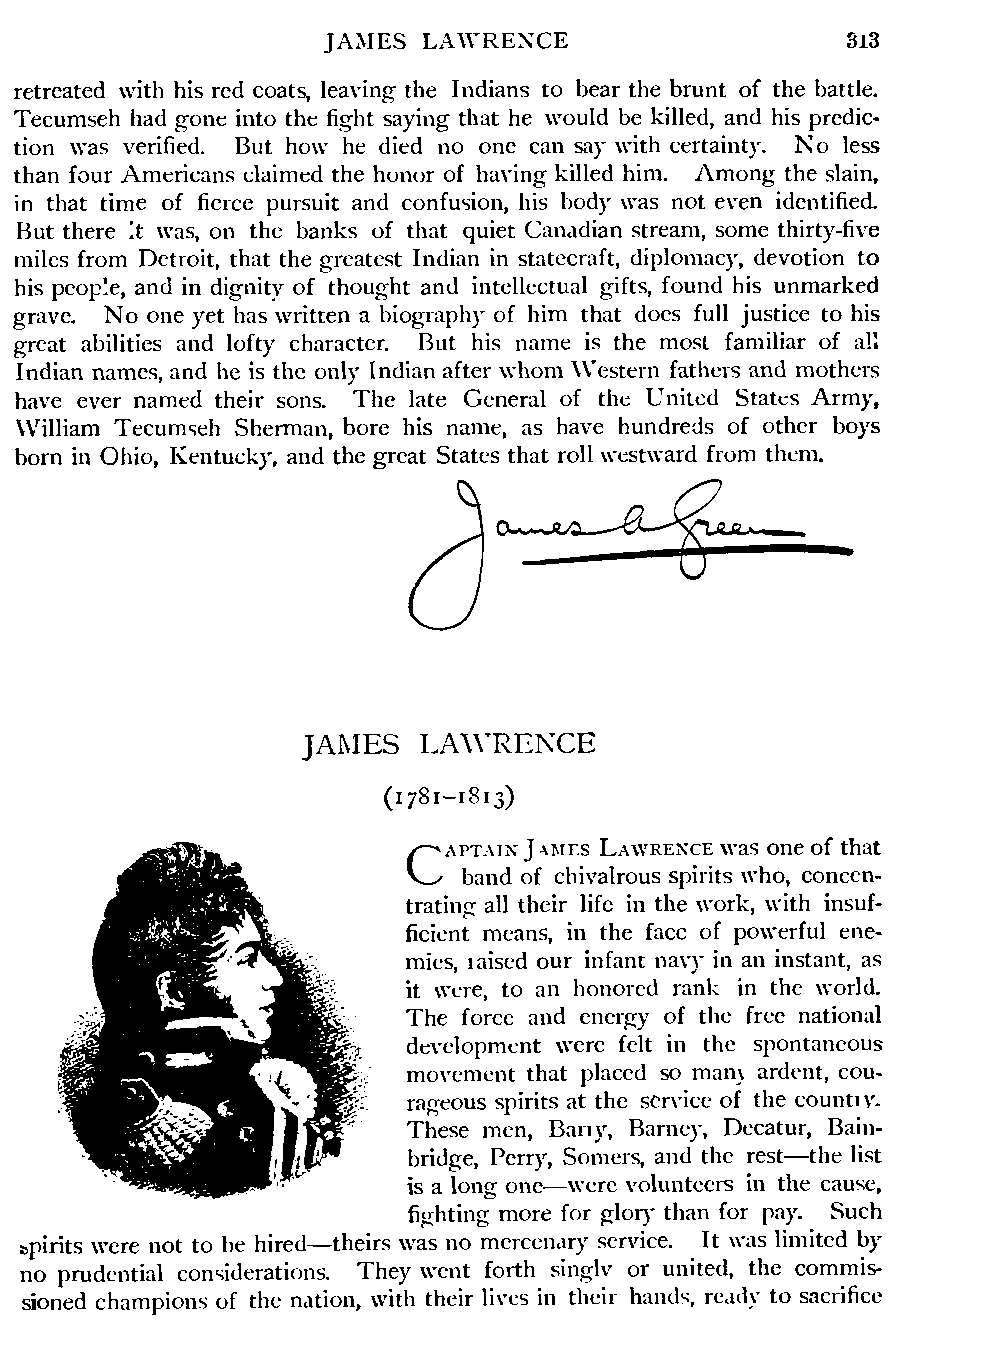 JAMES LAWRENCE 313
retreated with his red coats, leaving the Indians to bear the brunt of the battle.
Tecumseh had gone into the fight saying that he would be killed, and his predic-
tion was verified. But how he died no one can say with certainty. No less
than four Americans claimed the honor of having killed him. Among the slain,
in that time of fierce pursuit and confusion, his body was not even identified.
But there it was, on the banks of that quiet Canadian stream, some thirty-five
miles from Detroit, that the greatest Indian in statecraft, diplomacy, devotion to
his people, and in dignity of thought and intellectual gifts, found his unmarked
grave. No one yet has written a biography of him that does full justice to his
great abilities and lofty character. But his name is the most familiar of all
Indian names, and he is the only Indian after whom Western fathers and mothers
have ever named their sons. The late General of the United States Army,
William Tecumseh Sherman, bore his name, as have hundreds of other boys
born in Ohio, Kentucky, and the great States that roll westward from them.
James A Green
JAMES LAWRENCE
(1781–1813)
CAPTAIN JAMES LAWRENCE was one of that
band of chivalrous spirits who, concen-
trating all their life in the work, with insuf-
ficient means, in the face of powerful ene-
mies, raised our infant navy in an instant, as
it were, to an honored rank in the world.
The force and energy of the free national
development were felt in the spontaneous
movement that placed so many ardent, cou-
rageous spirits at the service of the country.
These men, Barry, Barney, Decatur, Bain-
bridge, Perry, Somers, and the rest—the list
is a long one—were volunteers in the cause,
fighting more for glory than for pay. Such
spirits were not to be hired—theirs was no mercenary service. It was limited by
no prudential considerations. They went forth singly or united, the commis-
sioned champions of the nation, with their lives in their hands, ready to sacrifice